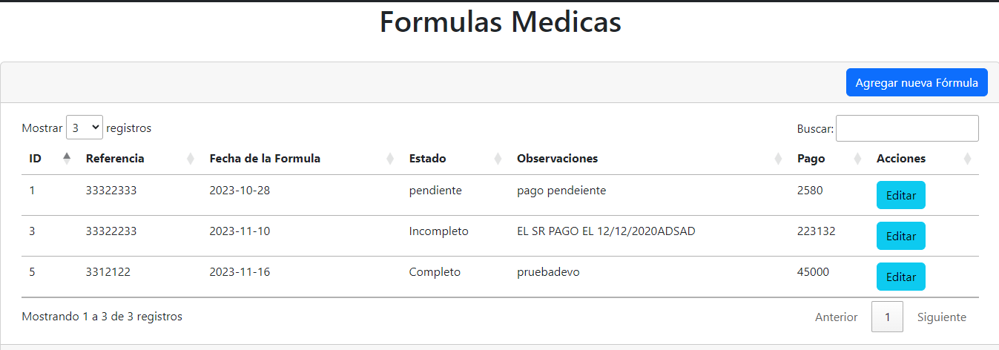 Formulas Medicas
Agregar nueva Fórmula
Mostrar 3 registros Buscar:
ID Referencia Fecha de la Formula Estado Observaciones Pago Acciones
1 33322333 2023-10-28 pendiente pago pendeiente 2580 Editar
3 33322233 2023-11-10 Incompleto EL SR PAGO EL 12/12/2020ADSAD 223132 Editar
5 3312122 2023-11-16 Completo pruebadevo 45000 Editar
Mostrando 1 a 3 de 3 registros Anterior 1 Siguiente